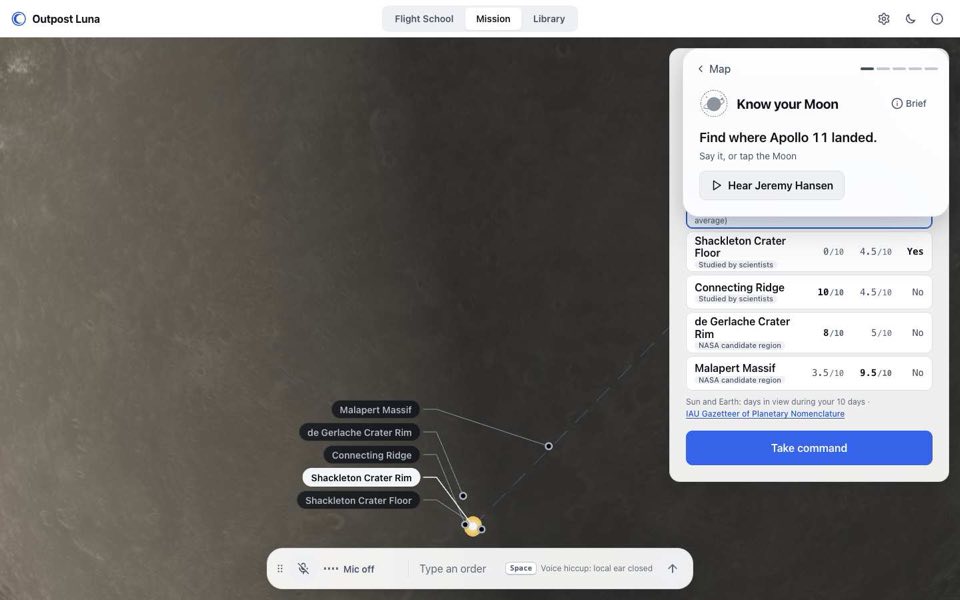 Outpost Luna
Flight School
Mission
Library
Map
Know your Moon
Brief
Find where Apollo 11 landed.
Say it, or tap the Moon
Hear Jeremy Hansen
average)
Shackleton Crater
Floor
Studied by scientists
0/10
4.5/10
Yes
Connecting Ridge
Studied by scientists
10/10
4.5/10
No
de Gerlache Crater
Rim
NASA candidate region
8/10
5/10
No
Malapert Massif
NASA candidate region
3.5/10
9.5/10
No
Sun and Earth: days in view during your 10 days ·
IAU Gazetteer of Planetary Nomenclature
Take command
Malapert Massif
de Gerlache Crater Rim
Connecting Ridge
Shackleton Crater Rim
Shackleton Crater Floor
Mic off
Type an order
Space
Voice hiccup: local ear closed